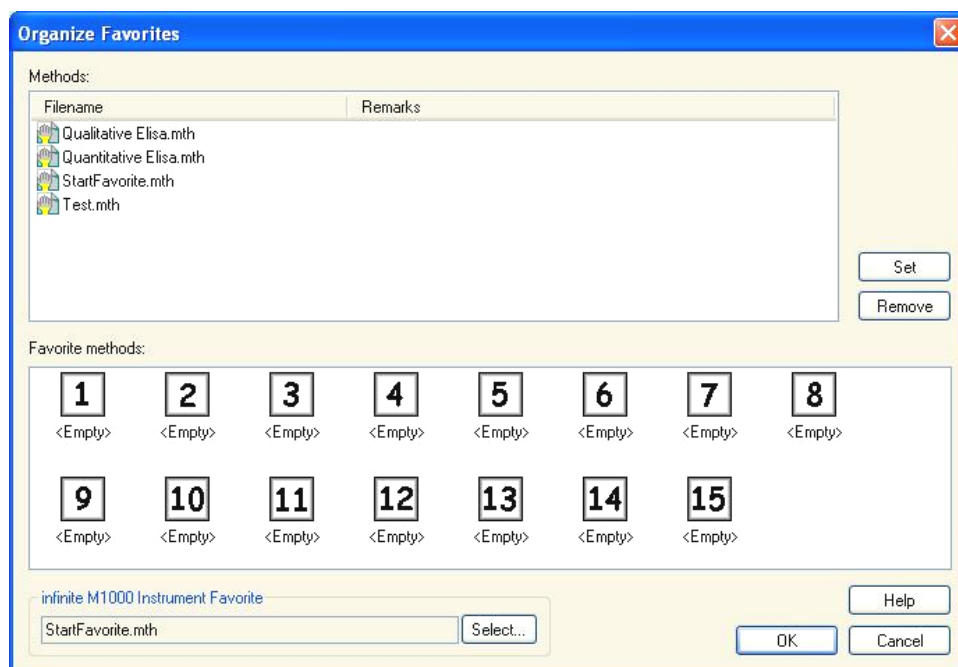 Organize Favorites
Methods:
Filename Remarks
Qualitative Elisa.mth
Quantitative Elisa.mth
StartFavorite.mth
Test.mth
Set
Remove
Favorite methods:
1 2 3 4 5 6 7 8
<Empty> <Empty> <Empty> <Empty> <Empty> <Empty> <Empty> <Empty>
9 10 11 12 13 14 15
<Empty> <Empty> <Empty> <Empty> <Empty> <Empty> <Empty>
infinite M1000 Instrument Favorite
StartFavorite.mth Select...
Help
OK Cancel